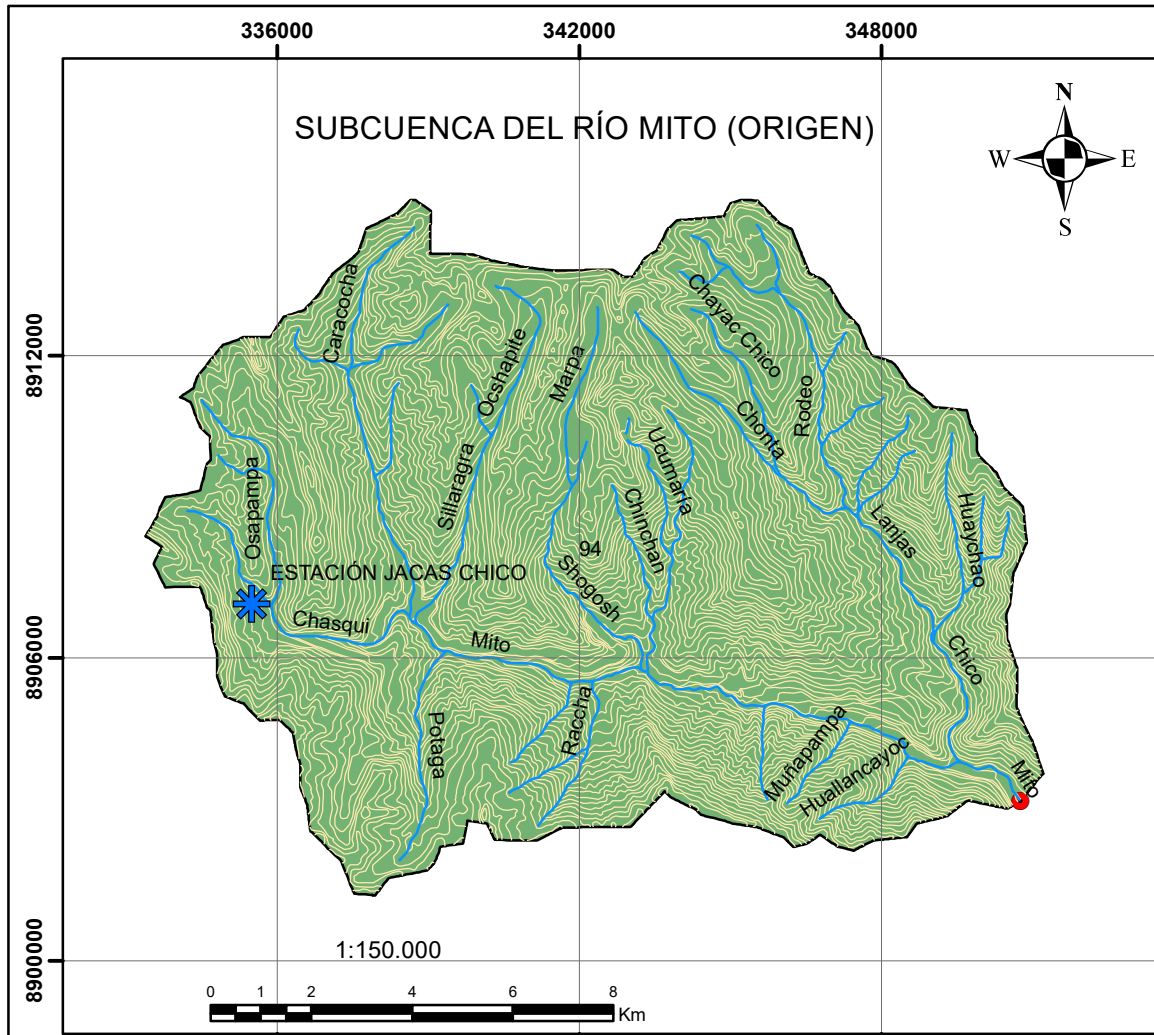 336000
342000
348000
SUBCUENCA DEL RÍO MITO (ORIGEN)
N
W
E
S
8912000
8906000
8900000
Caracocha
Ocshapite
Marpa
Chayac Chico
Rodeo
Chonta
Sillaragra
Osapampa
Ucumaría
Chinchan
Lanjas
Huaychao
94
Shogosh
ESTACIÓN JACAS CHICO
Chasqui
Mito
Chico
Potaga
Raccha
Muñapampa
Huallancayoc
Mito
1:150.000
0 1 2 4 6 8
Km